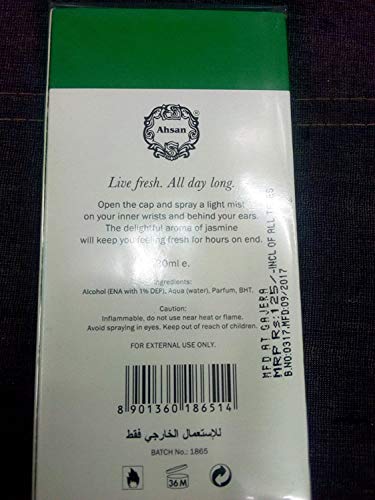 Ahsan
Live fresh. All day long.
Open the cap and spray a light mist
on your inner wrists and behind your ears.
The delightful aroma of jasmine
will keep you feeling fresh for hours on end.
20ml e.
Ingredients:
Alcohol (ENA with 1% DEP), Aqua (water), Parfum, BHT.
Caution:
Inflammable, do not use near heat or flame.
Avoid spraying in eyes. Keep out of reach of children.
FOR EXTERNAL USE ONLY.
8 901360 186514
للإستعمال الخارجي فقط
BATCH No.: 1865
36 M
MFD AT GAJERA
MRP Rs:125/-INCL OF ALL TAXES
B.NO:0317.MFD:09/2017